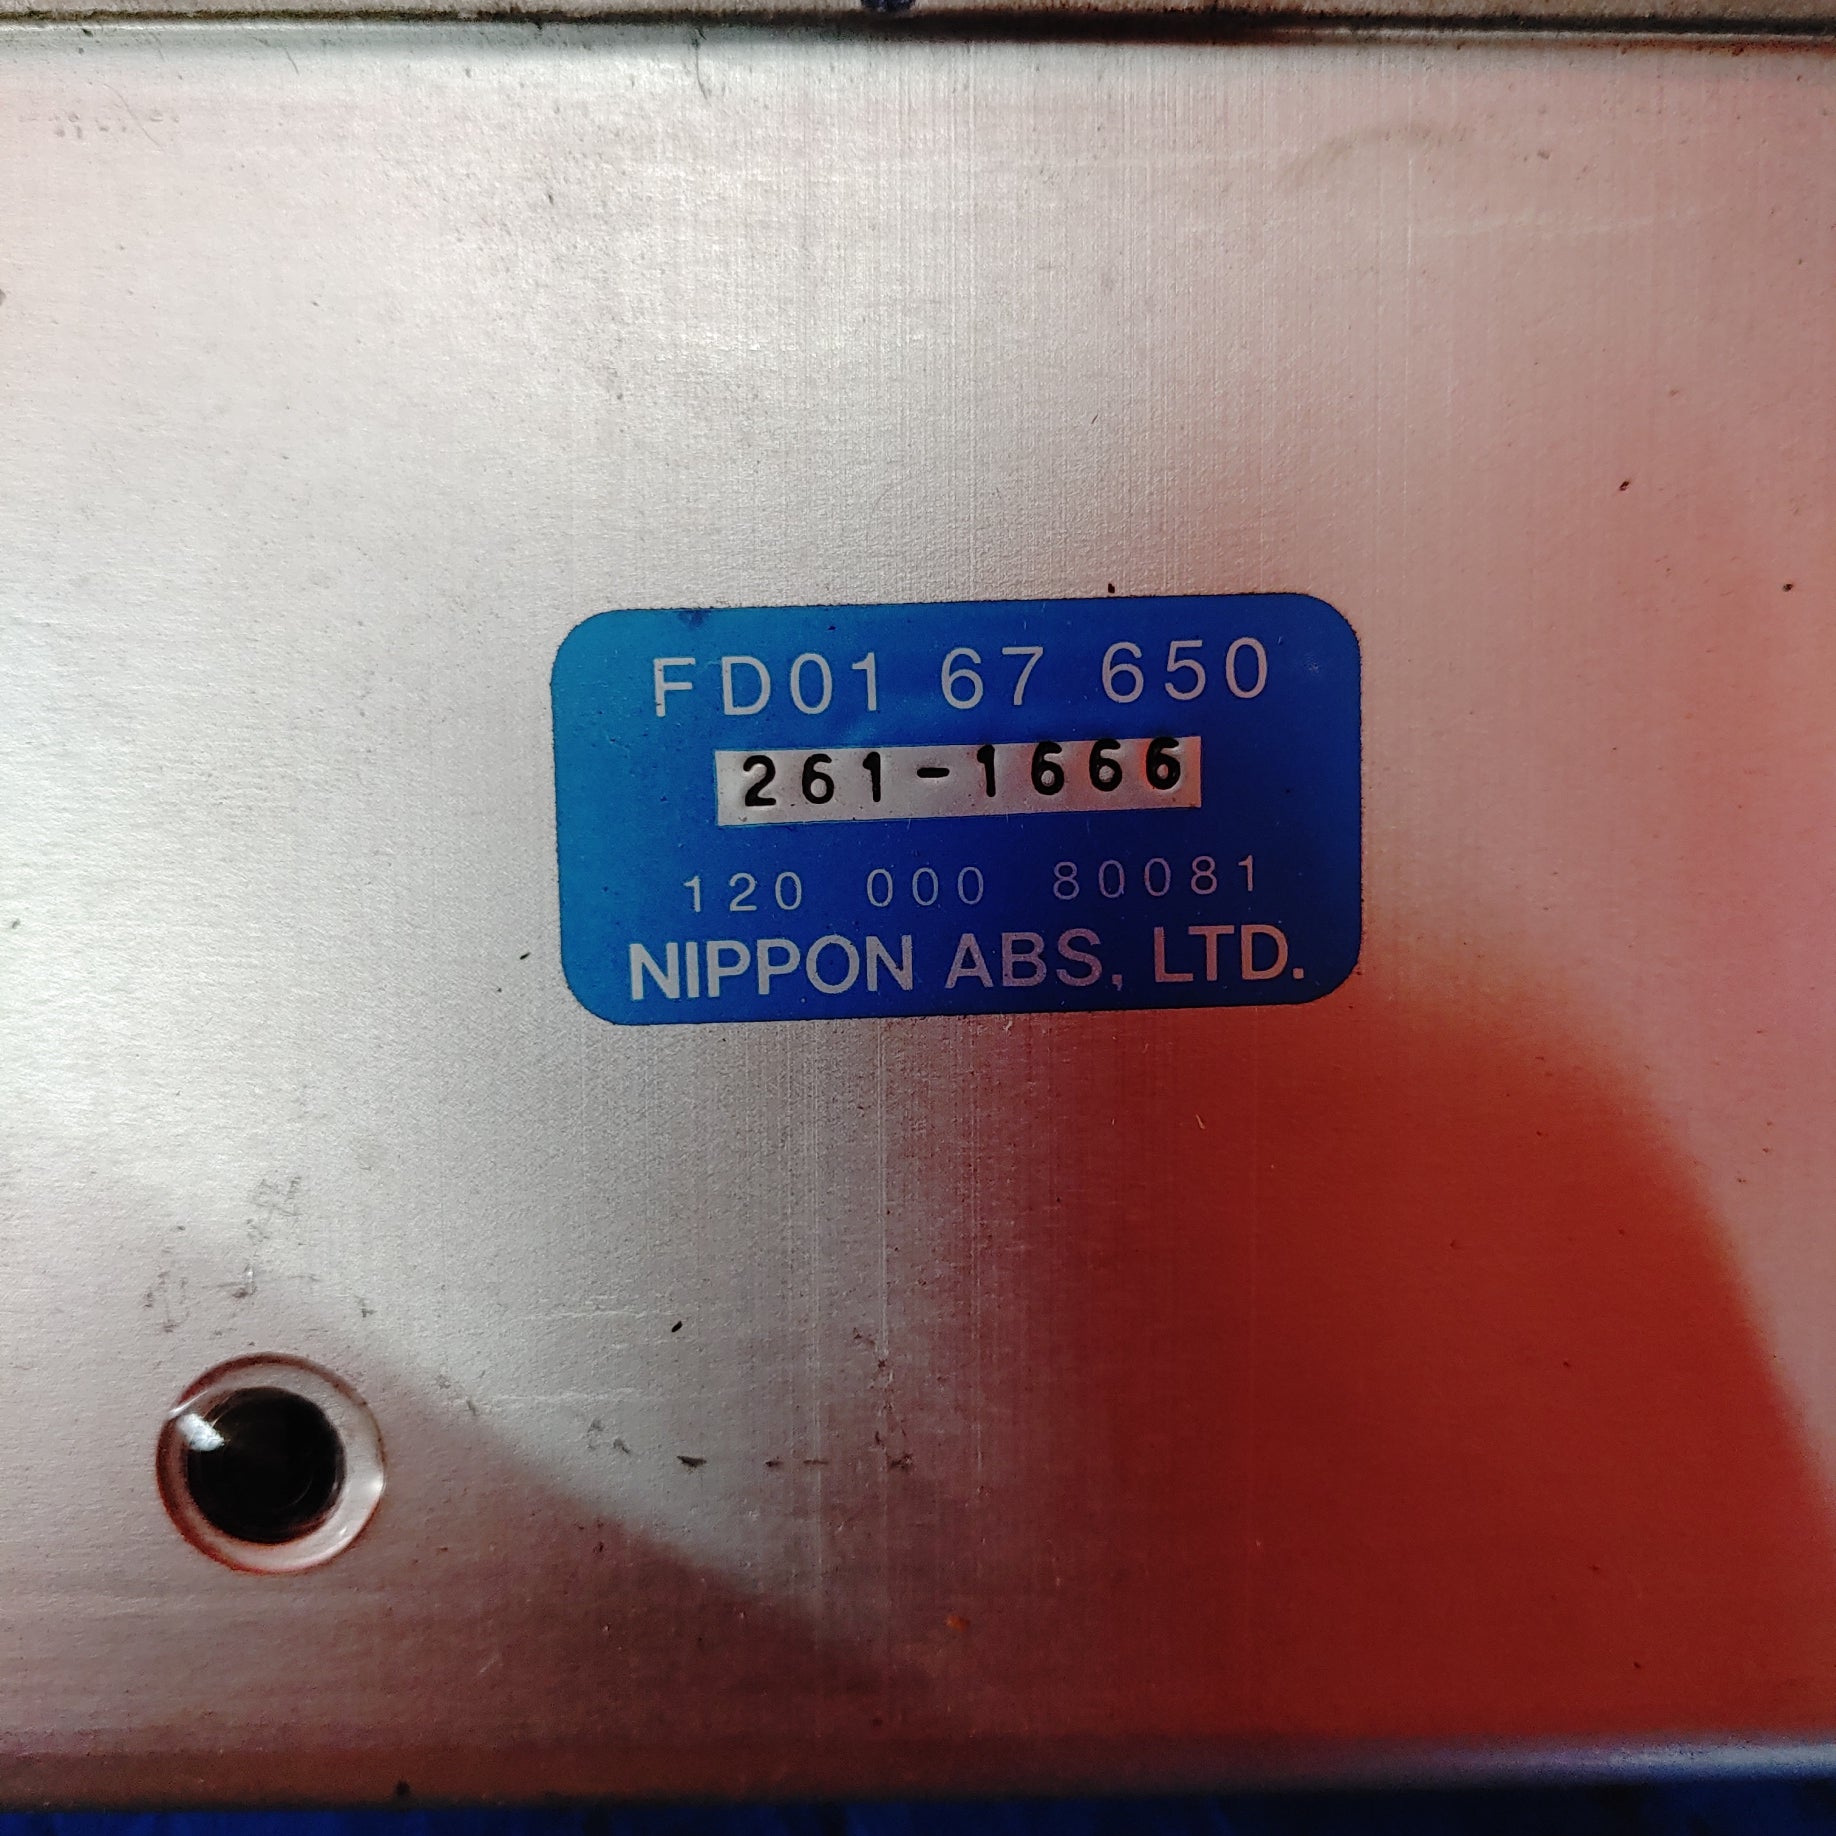 FD01 67 650
261-1666
120 000 80081
NIPPON ABS, LTD.